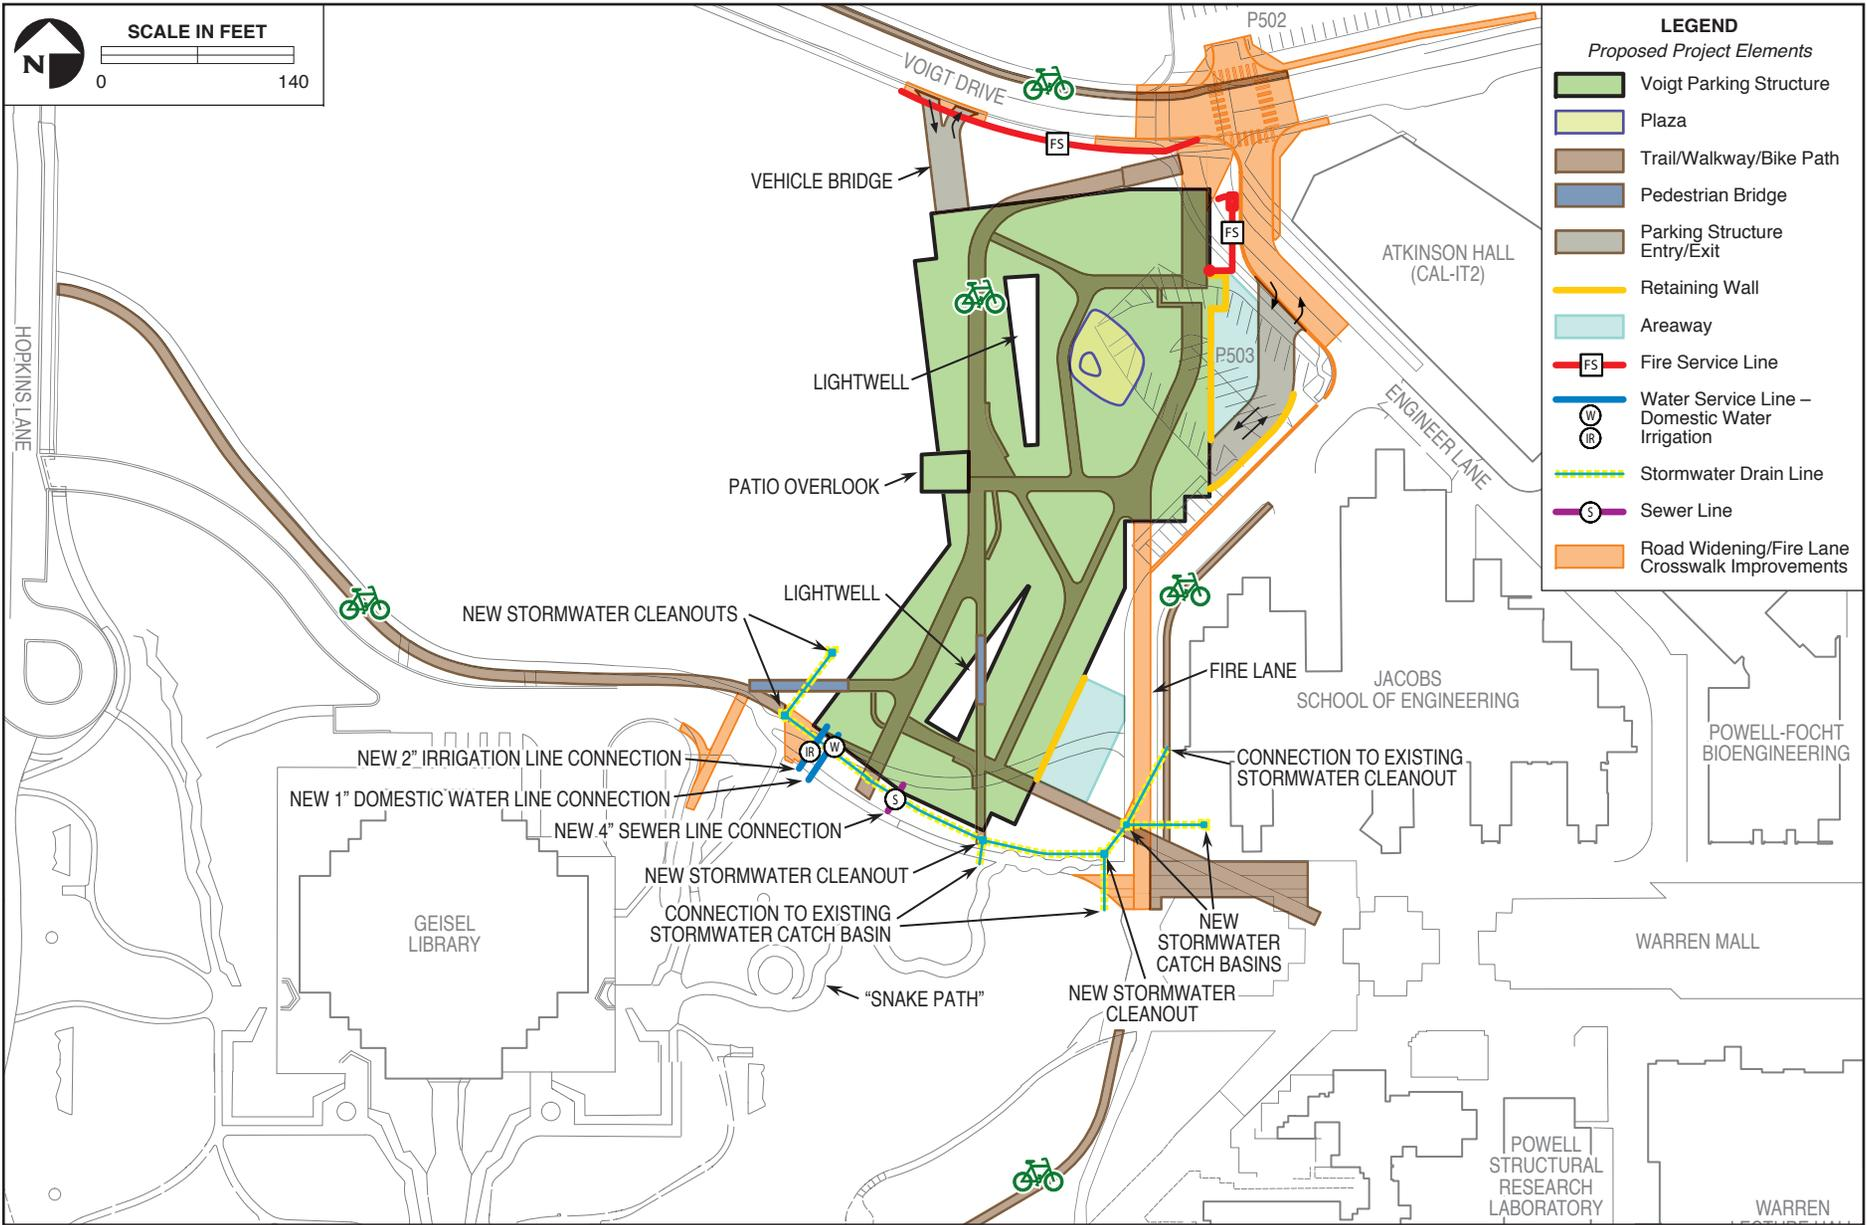 N
SCALE IN FEET
0 140
P502
VOIGT DRIVE
FS
VEHICLE BRIDGE
FS
ATKINSON HALL
(CAL-IT2)
HOPKINS LANE
LIGHTWELL
P503
ENGINEER LANE
PATIO OVERLOOK
LIGHTWELL
NEW STORMWATER CLEANOUTS
FIRE LANE
JACOBS
SCHOOL OF ENGINEERING
POWELL-FOCHT
BIOENGINEERING
IR
W
S
NEW 2” IRRIGATION LINE CONNECTION
NEW 1” DOMESTIC WATER LINE CONNECTION
NEW 4” SEWER LINE CONNECTION
CONNECTION TO EXISTING
STORMWATER CLEANOUT
NEW STORMWATER CLEANOUT
CONNECTION TO EXISTING
STORMWATER CATCH BASIN
GEISEL
LIBRARY
NEW
STORMWATER
CATCH BASINS
WARREN MALL
“SNAKE PATH”
NEW STORMWATER
CLEANOUT
POWELL
STRUCTURAL
RESEARCH
LABORATORY
WARREN
LEGEND
Proposed Project Elements
Voigt Parking Structure
Plaza
Trail/Walkway/Bike Path
Pedestrian Bridge
Parking Structure
Entry/Exit
Retaining Wall
Areaway
FS Fire Service Line
Water Service Line –
W Domestic Water
IR Irrigation
Stormwater Drain Line
S Sewer Line
Road Widening/Fire Lane
Crosswalk Improvements